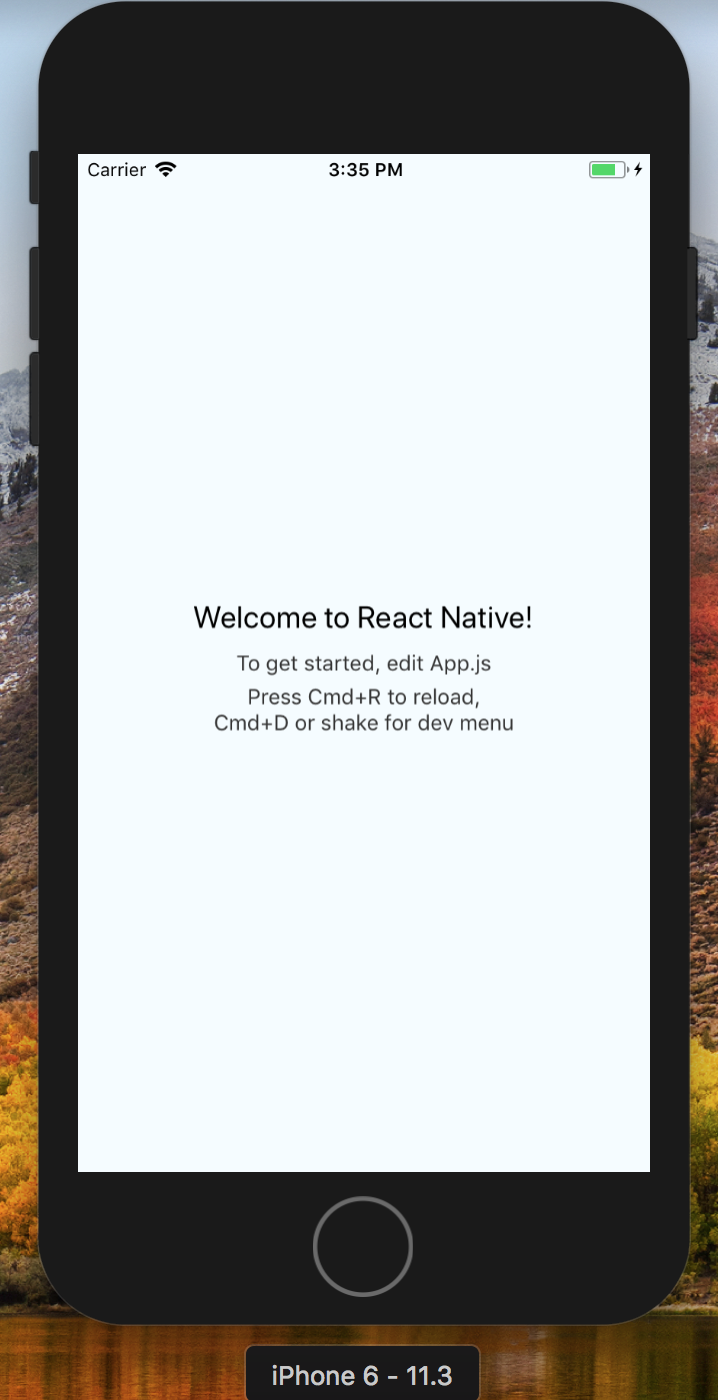 Carrier
3:35 PM
Welcome to React Native!
To get started, edit App.js
Press Cmd+R to reload,
Cmd+D or shake for dev menu
iPhone 6 - 11.3